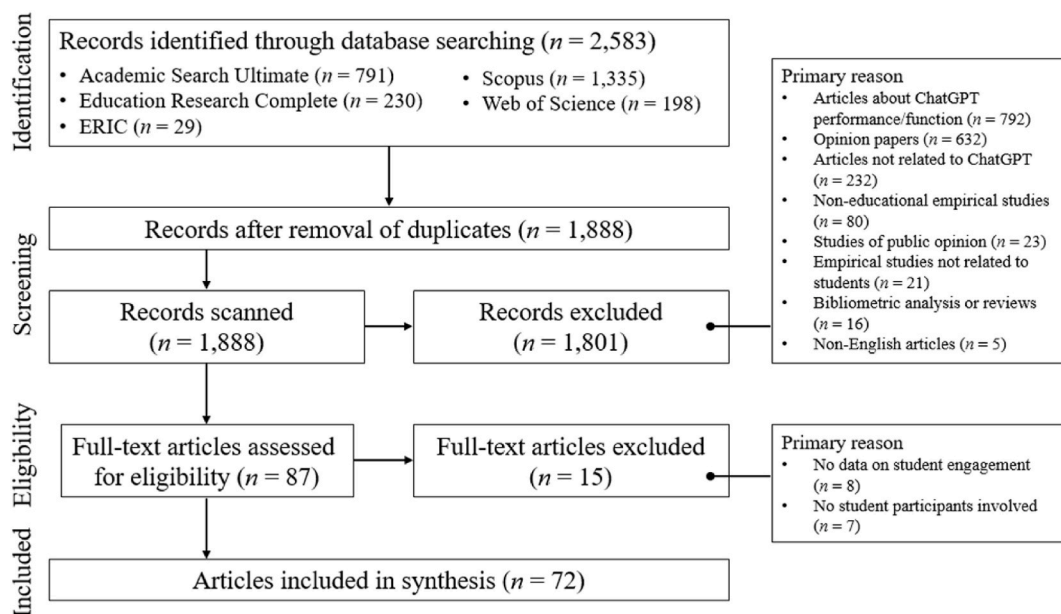 Identification
Records identified through database searching (n = 2,583)
• Academic Search Ultimate (n = 791)
• Education Research Complete (n = 230)
• ERIC (n = 29)
• Scopus (n = 1,335)
• Web of Science (n = 198)
Screening
Records after removal of duplicates (n = 1,888)
Records scanned
(n = 1,888)
Records excluded
(n = 1,801)
Primary reason
• Articles about ChatGPT
performance/function (n = 792)
• Opinion papers (n = 632)
• Articles not related to ChatGPT
(n = 232)
• Non-educational empirical studies
(n = 80)
• Studies of public opinion (n = 23)
• Empirical studies not related to
students (n = 21)
• Bibliometric analysis or reviews
(n = 16)
• Non-English articles (n = 5)
Eligibility
Full-text articles assessed
for eligibility (n = 87)
Full-text articles excluded
(n = 15)
Primary reason
• No data on student engagement
(n = 8)
• No student participants involved
(n = 7)
Included
Articles included in synthesis (n = 72)